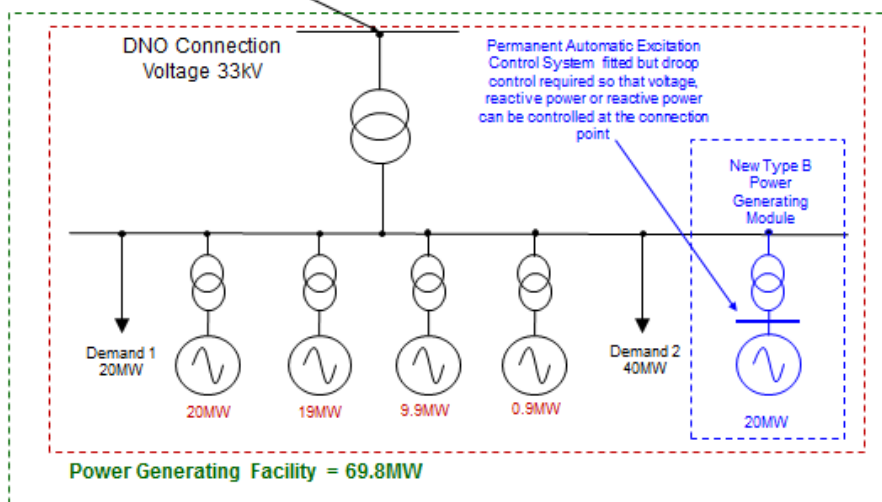 DNO Connection
Voltage 33kV
Permanent Automatic Excitation
Control System fitted but droop
control required so that voltage,
reactive power or reactive power
can be controlled at the connection
point
New Type B
Power
Generating
Module
Demand 1
20MW
20MW
19MW
9.9MW
0.9MW
Demand 2
40MW
20MW
Power Generating Facility = 69.8MW